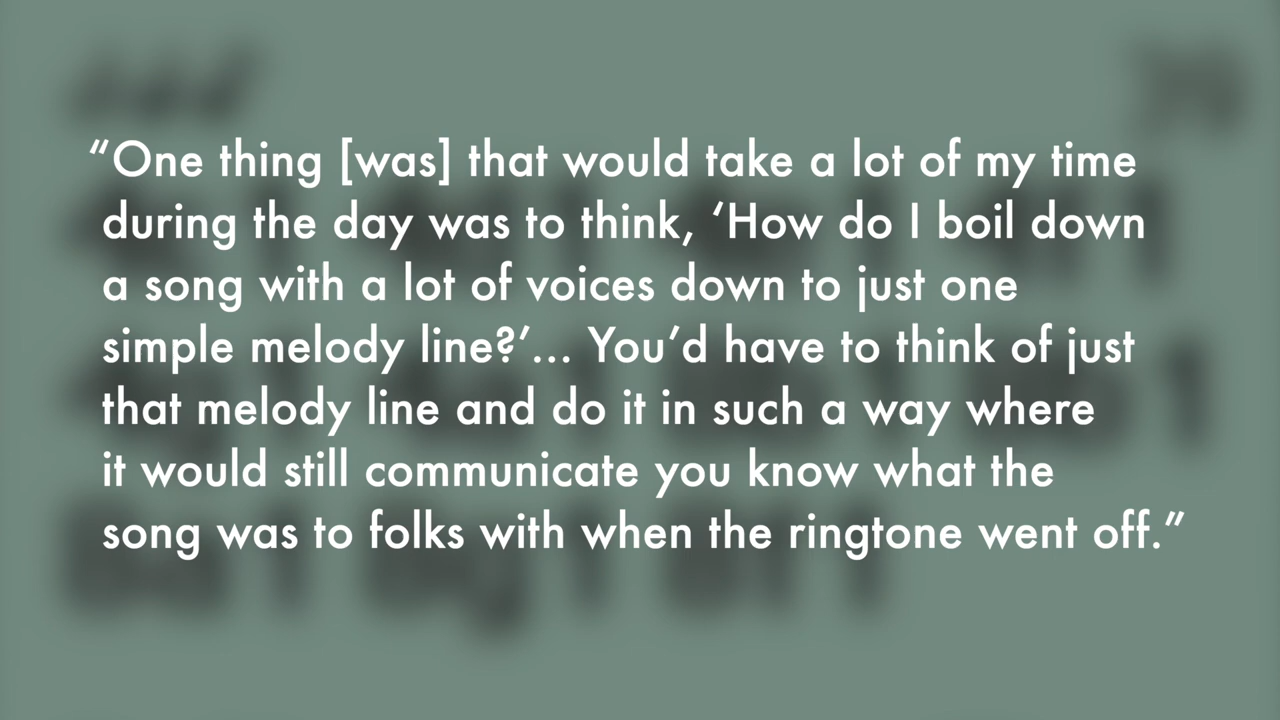 “One thing [was] that would take a lot of my time
during the day was to think, ‘How do I boil down
a song with a lot of voices down to just one
simple melody line?’... You’d have to think of just
that melody line and do it in such a way where
it would still communicate you know what the
song was to folks with when the ringtone went off.”